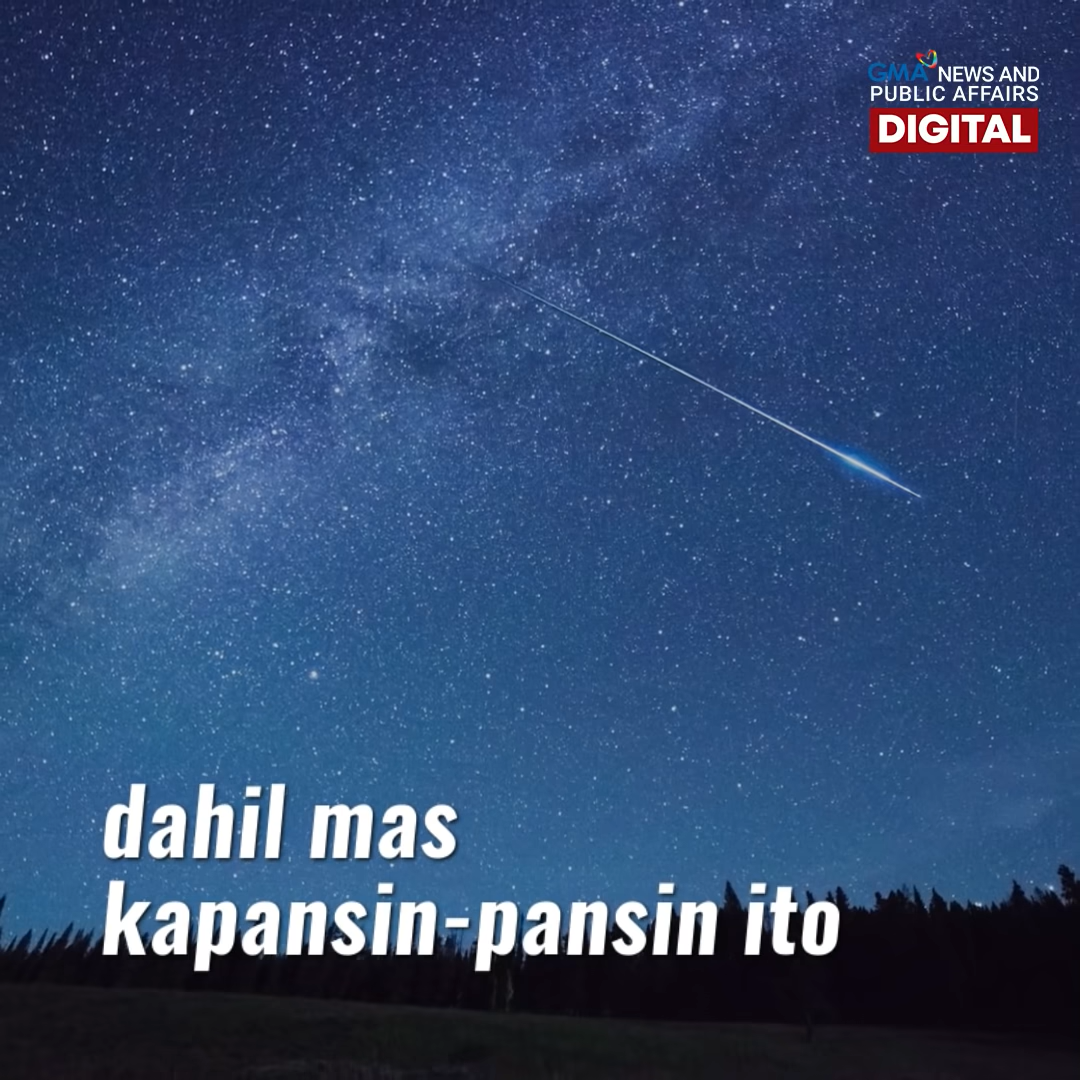 GMA NEWS AND
PUBLIC AFFAIRS
DIGITAL
dahil mas
kapansin-pansin ito